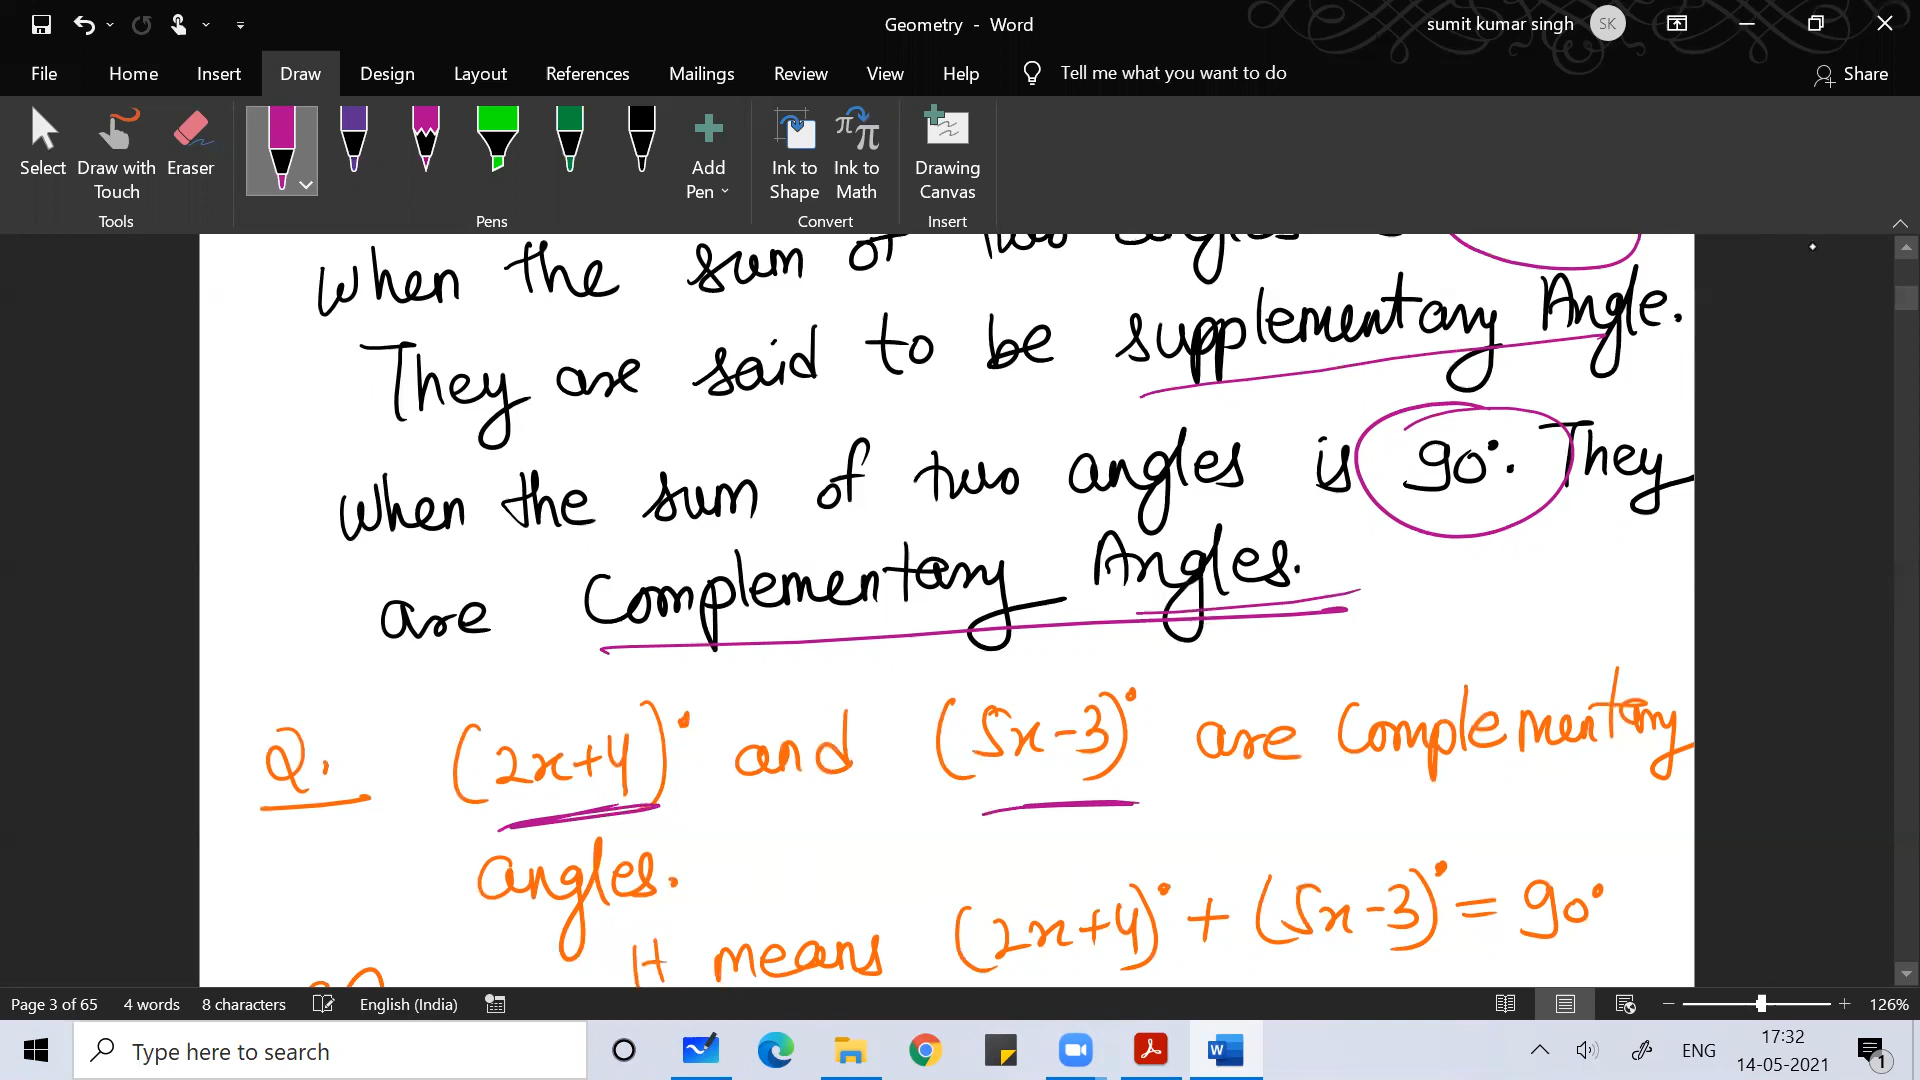 Geometry - Word
sumit kumar singh SK
File Home Insert Draw Design Layout References Mailings Review View Help Tell me what you want to do Share
Select Draw with Touch Eraser Add Pen Ink to Shape Ink to Math Drawing Canvas
Tools Pens Convert Insert
When the sum of two angles
They are said to be supplementary Angle.
When the sum of two angles is 90°. They
are Complementary Angles.
Q. (2x+4)° and (5x-3)° are Complementary
angles.
It means (2x+4)° + (5x-3)° = 90°
Page 3 of 65 4 words 8 characters English (India) 126%
Type here to search ENG 17:32
14-05-2021 1